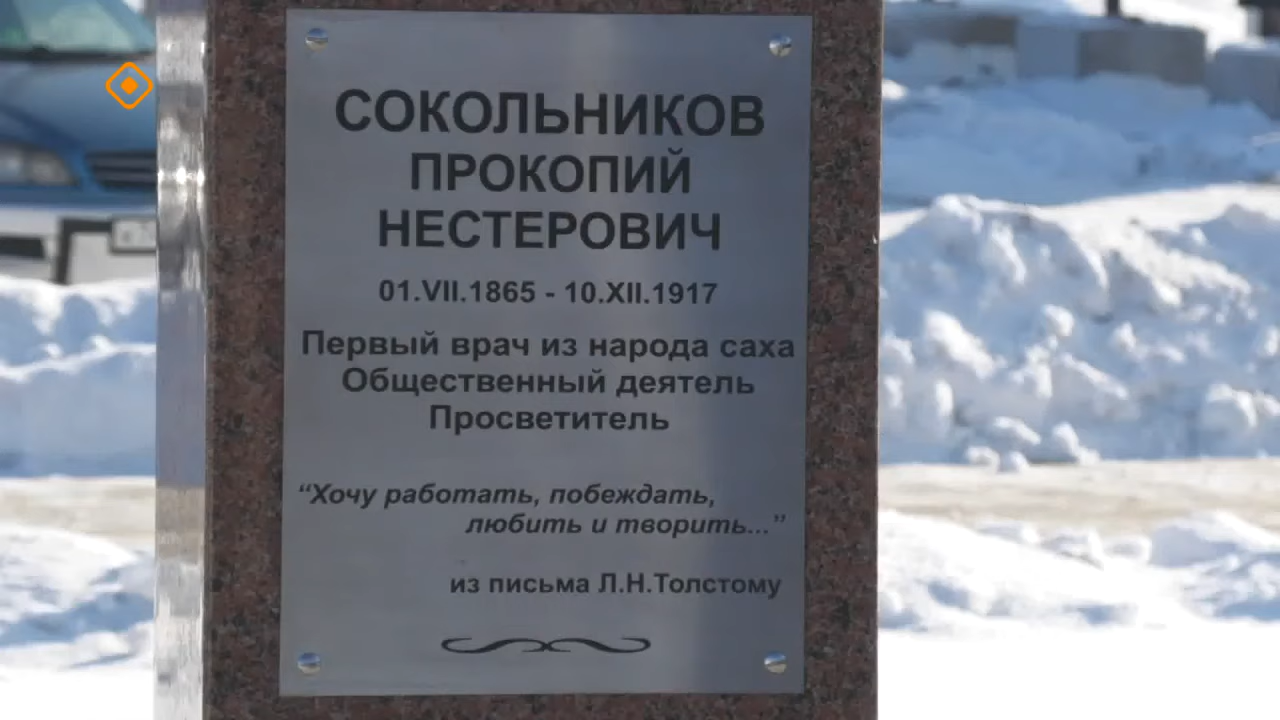 СОКОЛЬНИКОВ
ПРОКОПИЙ
НЕСТЕРОВИЧ
01.VII.1865 - 10.XII.1917
Первый врач из народа саха
Общественный деятель
Просветитель
“Хочу работать, побеждать,
любить и творить...”
из письма Л.Н.Толстому